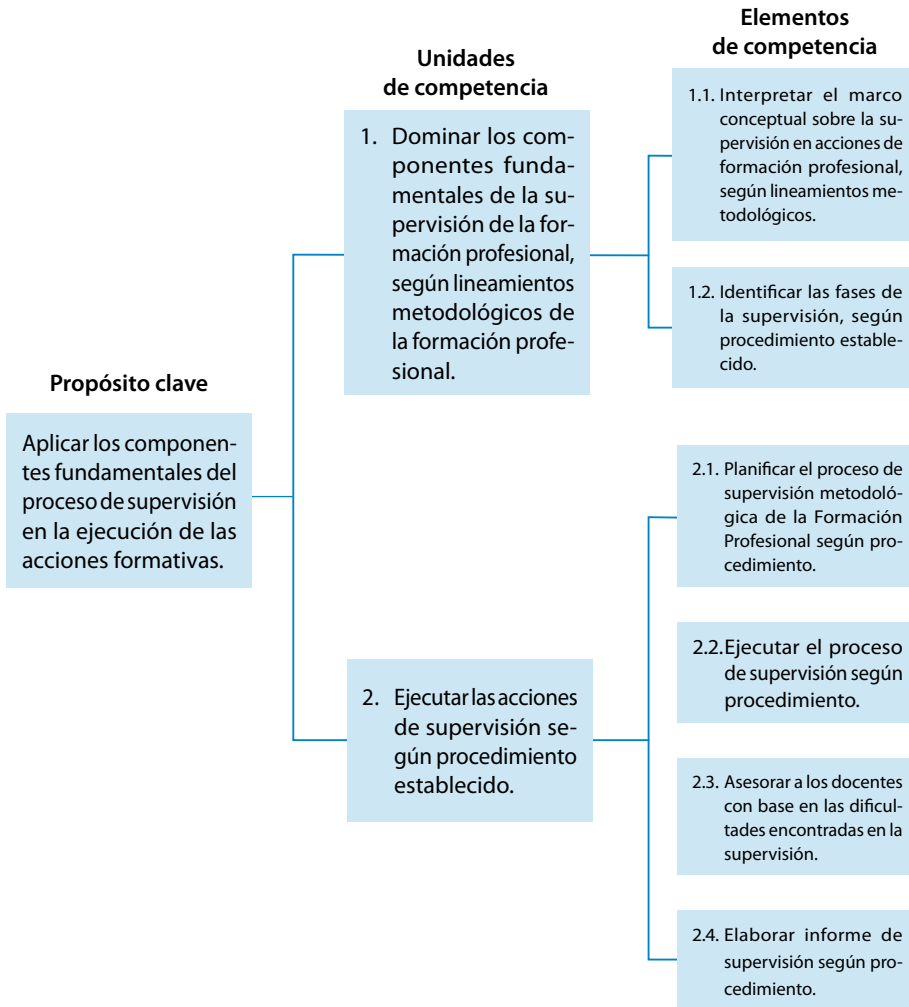 Propósito clave
Aplicar los componen-
tes fundamentales del
proceso de supervisión
en la ejecución de las
acciones formativas.
Unidades
de competencia
1. Dominar los com-
ponentes funda-
mentales de la su-
pervisión de la for-
mación profesional,
según lineamientos
metodológicos de
la formación profe-
sional.
2. Ejecutar las acciones
de supervisión se-
gún procedimiento
establecido.
Elementos
de competencia
1.1. Interpretar el marco
conceptual sobre la su-
pervisión en acciones de
formación profesional,
según lineamientos me-
todológicos.
1.2. Identificar las fases de
la supervisión, según
procedimiento estable-
cido.
2.1. Planificar el proceso de
supervisión metodoló-
gica de la Formación
Profesional según pro-
cedimiento.
2.2.Ejecutar el proceso
de supervisión según
procedimiento.
2.3. Asesorar a los docentes
con base en las dificul-
tades encontradas en la
supervisión.
2.4. Elaborar informe de
supervisión según pro-
cedimiento.